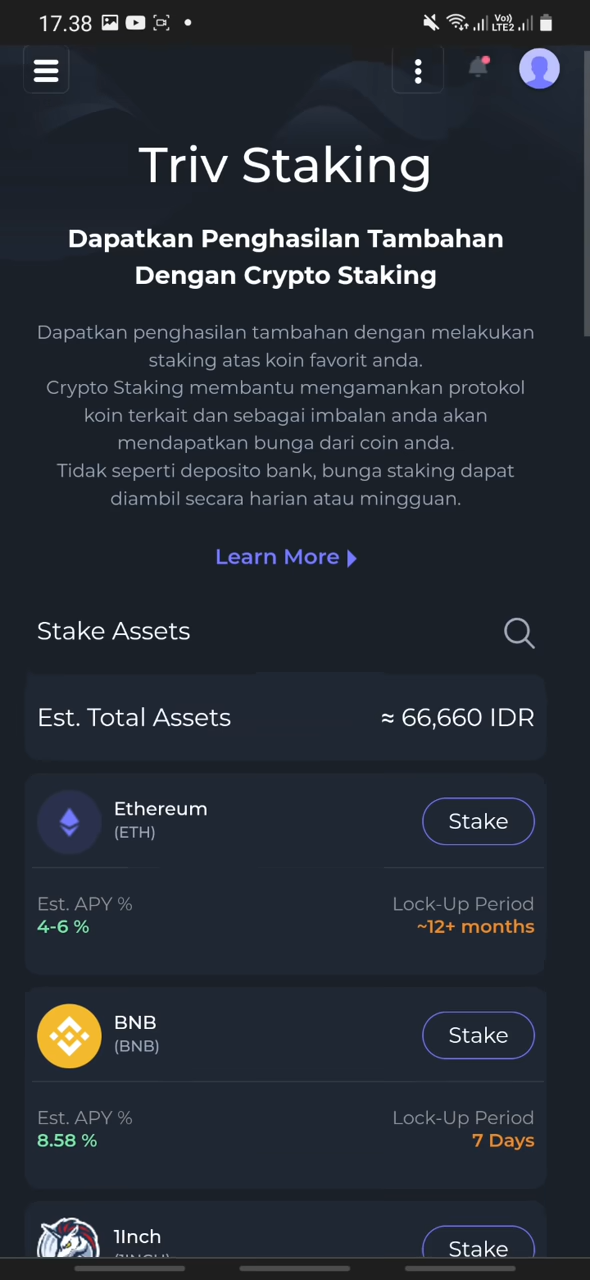 17.38
Vo))
LTE2
Triv Staking
Dapatkan Penghasilan Tambahan
Dengan Crypto Staking
Dapatkan penghasilan tambahan dengan melakukan
staking atas koin favorit anda.
Crypto Staking membantu mengamankan protokol
koin terkait dan sebagai imbalan anda akan
mendapatkan bunga dari coin anda.
Tidak seperti deposito bank, bunga staking dapat
diambil secara harian atau mingguan.
Learn More
Stake Assets
Est. Total Assets ≈ 66,660 IDR
Ethereum
(ETH)
Stake
Est. APY % Lock-Up Period
4-6 % ~12+ months
BNB
(BNB)
Stake
Est. APY % Lock-Up Period
8.58 % 7 Days
1Inch
Stake